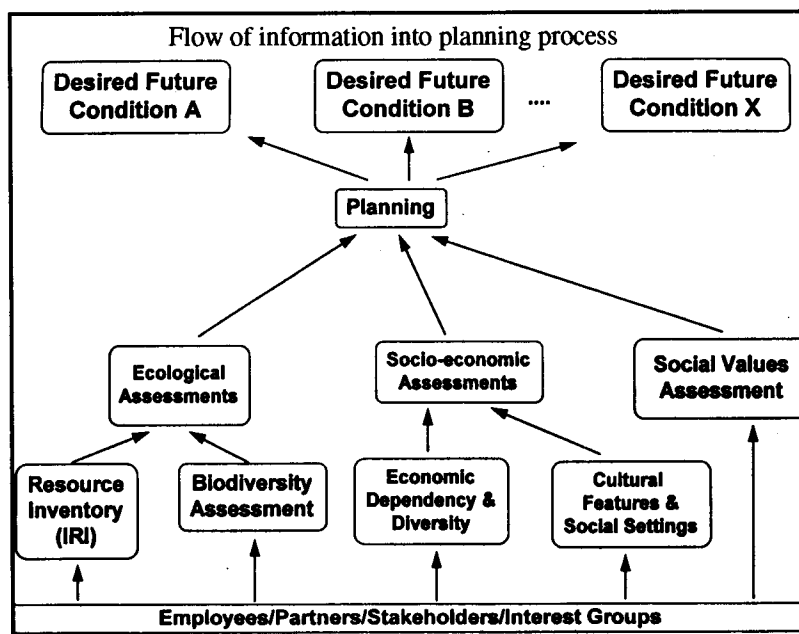 Flow of information into planning process
Desired Future
Condition A
Desired Future
Condition B
....
Desired Future
Condition X
Planning
Ecological
Assessments
Socio-economic
Assessments
Social Values
Assessment
Resource
Inventory
(IRI)
Biodiversity
Assessment
Economic
Dependency &
Diversity
Cultural
Features &
Social Settings
Employees/Partners/Stakeholders/Interest Groups